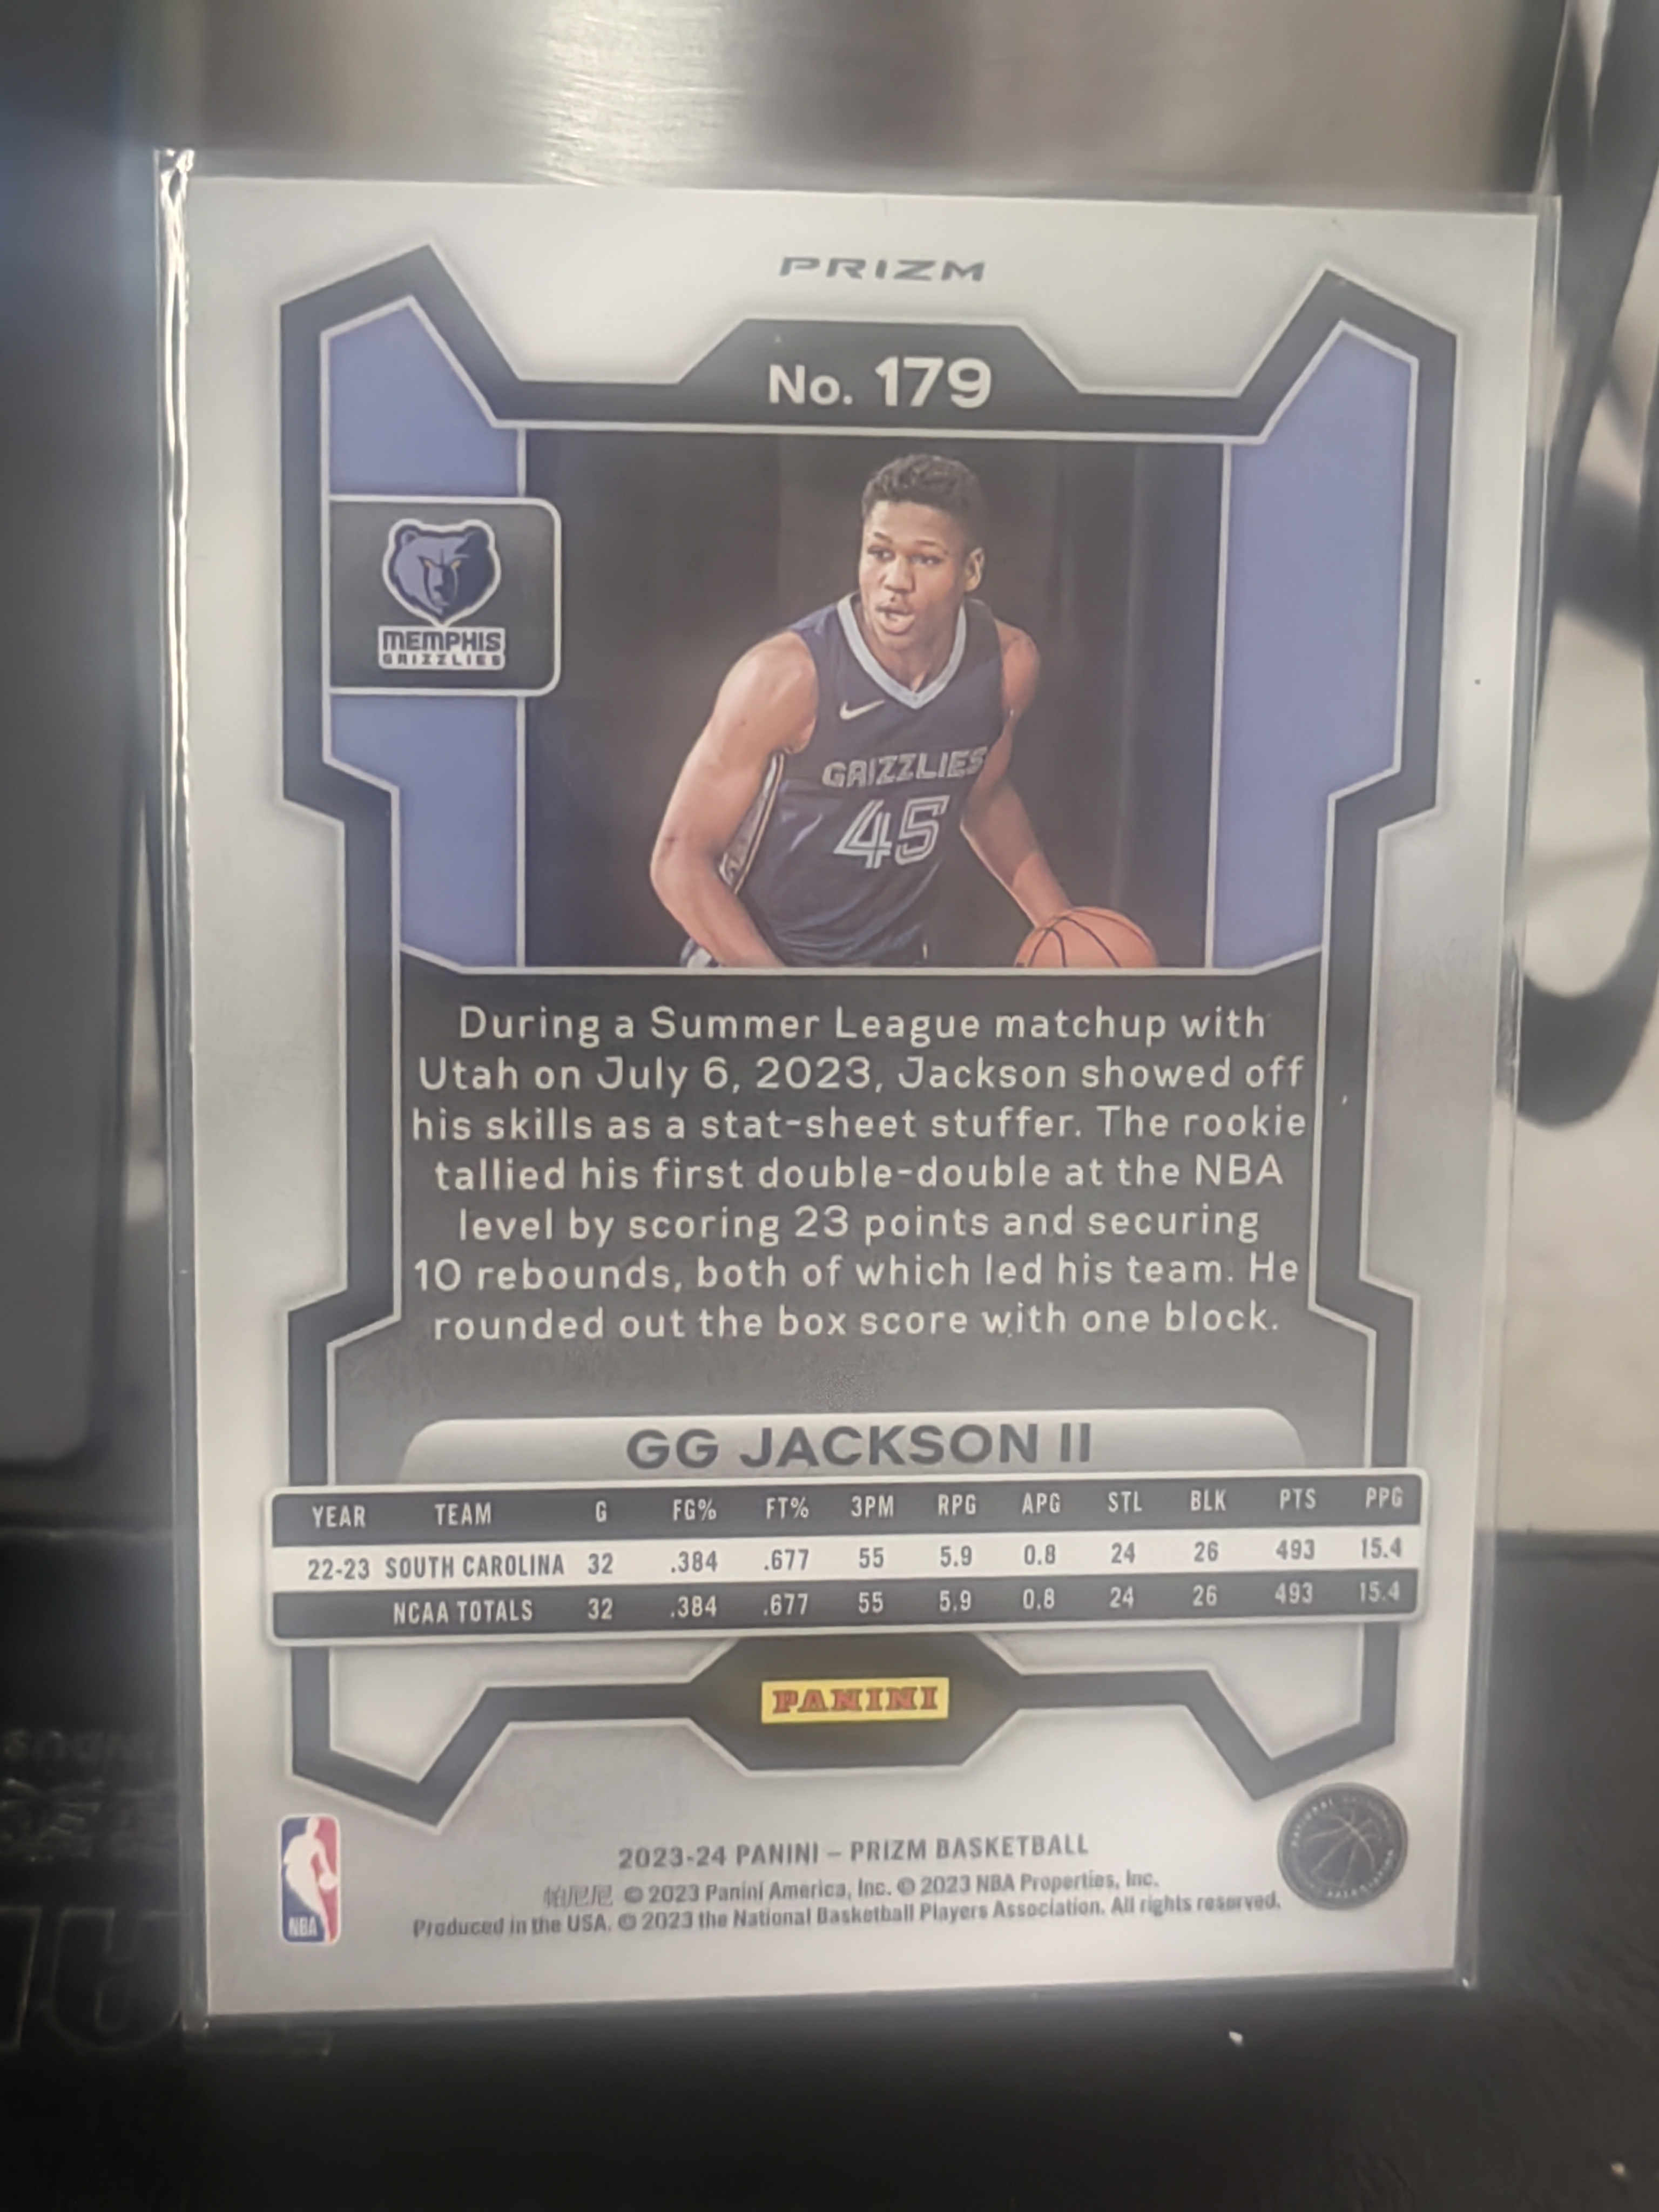 PRIZM
No. 179
MEMPHIS
GRIZZLIES
GRIZZLIES
45
During a Summer League matchup with
Utah on July 6, 2023, Jackson showed off
his skills as a stat-sheet stuffer. The rookie
tallied his first double-double at the NBA
level by scoring 23 points and securing
10 rebounds, both of which led his team. He
rounded out the box score with one block.
GG JACKSON II
YEAR TEAM G FG% FT% 3PM RPG APG STL BLK PTS PPG
22-23 SOUTH CAROLINA 32 .384 .677 55 5.9 0.8 24 26 493 15.4
NCAA TOTALS 32 .384 .677 55 5.9 0.8 24 26 493 15.4
PANINI
NBA
2023-24 PANINI – PRIZM BASKETBALL
帕尼尼 © 2023 Panini America, Inc. © 2023 NBA Properties, Inc.
Produced in the USA. © 2023 the National Basketball Players Association. All rights reserved.